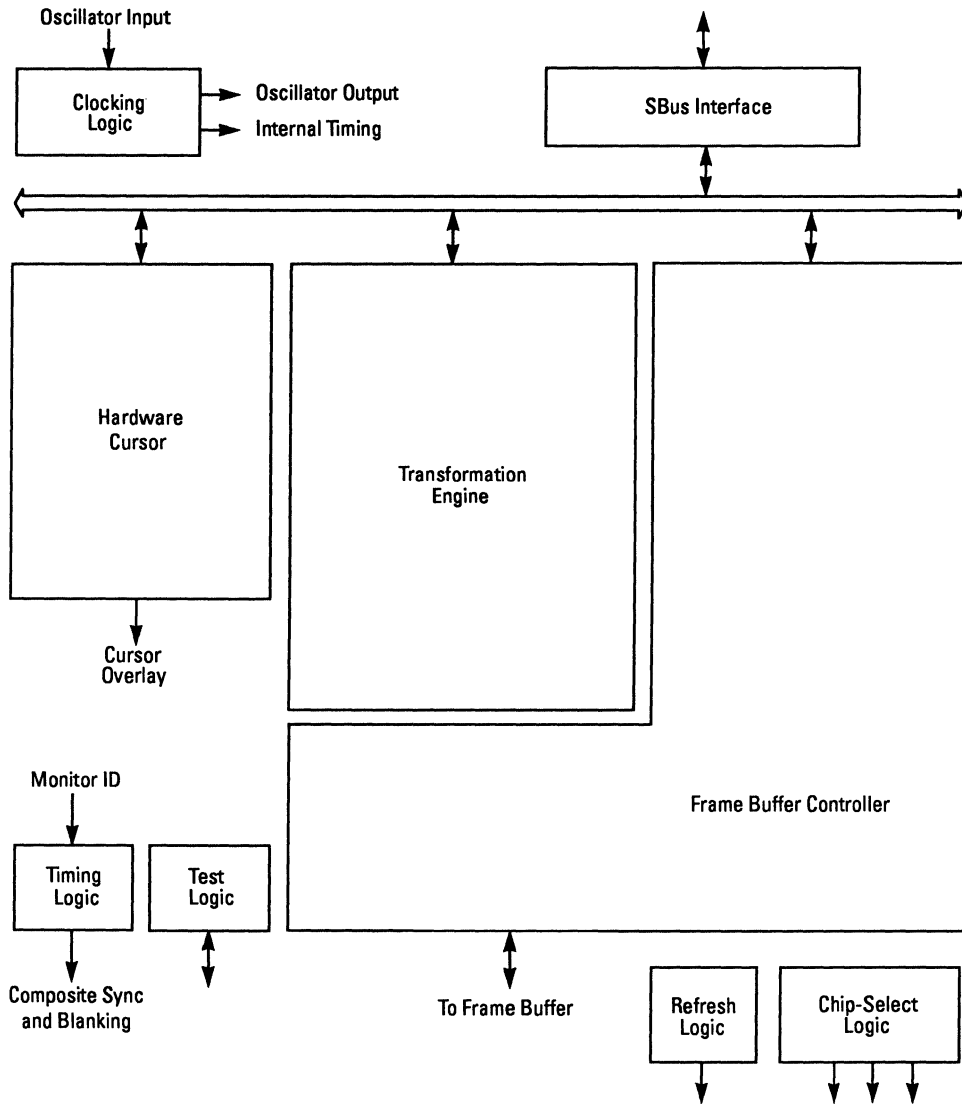 Oscillator Input
Clocking
Logic
Oscillator Output
Internal Timing
SBus Interface
Hardware
Cursor
Transformation
Engine
Cursor
Overlay
Monitor ID
Frame Buffer Controller
Timing
Logic
Test
Logic
Composite Sync
and Blanking
To Frame Buffer
Refresh
Logic
Chip-Select
Logic